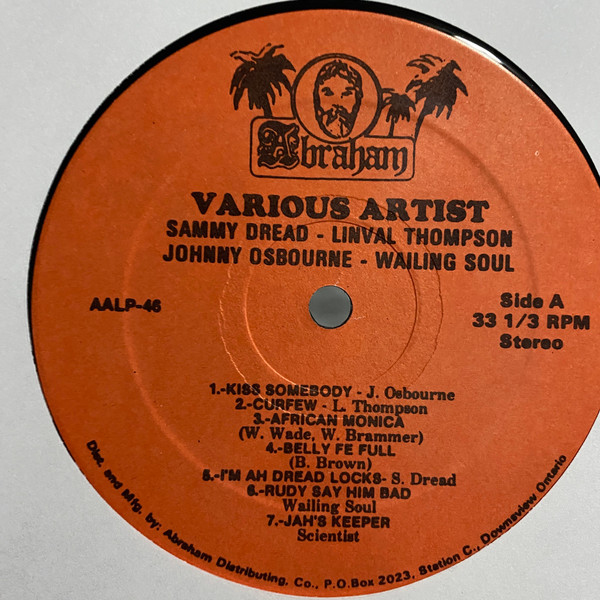 Abraham
VARIOUS ARTIST
SAMMY DREAD - LINVAL THOMPSON
JOHNNY OSBOURNE - WAILING SOUL
AALP-46
Side A
33 1/3 RPM
Stereo
1.-KISS SOMEBODY - J. Osbourne
2.-CURFEW - L. Thompson
3.-AFRICAN MONICA
(W. Wade, W. Brammer)
4.-BELLY FE FULL
(B. Brown)
5.-I'M AH DREAD LOCKS- S. Dread
6.-RUDY SAY HIM BAD
Wailing Soul
7.-JAH'S KEEPER
Scientist
Dist. and Mfg. by: Abraham Distributing, Co., P.O.Box 2023, Station C., Downsview Ontario